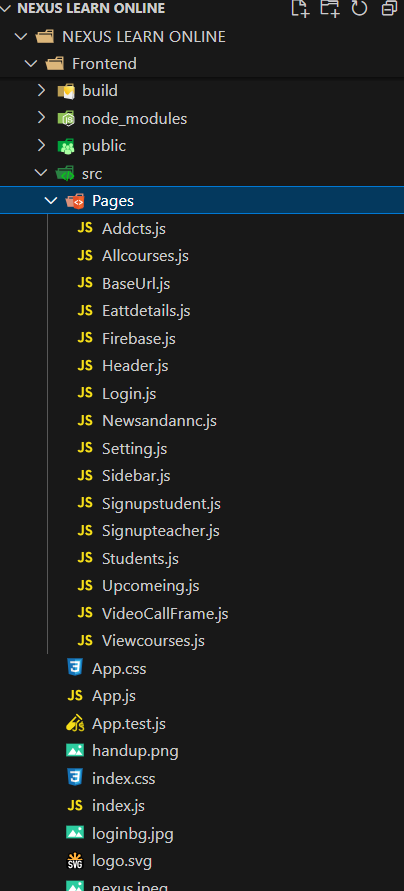 NEXUS LEARN ONLINE
NEXUS LEARN ONLINE
Frontend
build
node_modules
public
src
Pages
JS Addcts.js
JS Allcourses.js
JS BaseUrl.js
JS Eattdetails.js
JS Firebase.js
JS Header.js
JS Login.js
JS Newsandannc.js
JS Setting.js
JS Sidebar.js
JS Signupstudent.js
JS Signupteacher.js
JS Students.js
JS Upcomeing.js
JS VideoCallFrame.js
JS Viewcourses.js
App.css
JS App.js
App.test.js
handup.png
index.css
JS index.js
loginbg.jpg
SVG logo.svg
nexus.jpeg